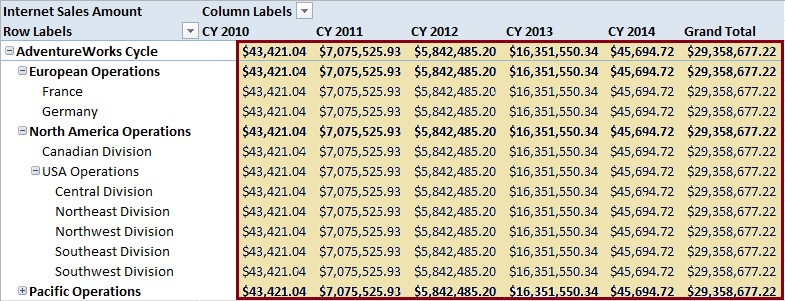 Internet Sales Amount Column Labels
Row Labels CY 2010 CY 2011 CY 2012 CY 2013 CY 2014 Grand Total
AdventureWorks Cycle $43,421.04 $7,075,525.93 $5,842,485.20 $16,351,550.34 $45,694.72 $29,358,677.22
European Operations $43,421.04 $7,075,525.93 $5,842,485.20 $16,351,550.34 $45,694.72 $29,358,677.22
France $43,421.04 $7,075,525.93 $5,842,485.20 $16,351,550.34 $45,694.72 $29,358,677.22
Germany $43,421.04 $7,075,525.93 $5,842,485.20 $16,351,550.34 $45,694.72 $29,358,677.22
North America Operations $43,421.04 $7,075,525.93 $5,842,485.20 $16,351,550.34 $45,694.72 $29,358,677.22
Canadian Division $43,421.04 $7,075,525.93 $5,842,485.20 $16,351,550.34 $45,694.72 $29,358,677.22
USA Operations $43,421.04 $7,075,525.93 $5,842,485.20 $16,351,550.34 $45,694.72 $29,358,677.22
Central Division $43,421.04 $7,075,525.93 $5,842,485.20 $16,351,550.34 $45,694.72 $29,358,677.22
Northeast Division $43,421.04 $7,075,525.93 $5,842,485.20 $16,351,550.34 $45,694.72 $29,358,677.22
Northwest Division $43,421.04 $7,075,525.93 $5,842,485.20 $16,351,550.34 $45,694.72 $29,358,677.22
Southeast Division $43,421.04 $7,075,525.93 $5,842,485.20 $16,351,550.34 $45,694.72 $29,358,677.22
Southwest Division $43,421.04 $7,075,525.93 $5,842,485.20 $16,351,550.34 $45,694.72 $29,358,677.22
Pacific Operations $43,421.04 $7,075,525.93 $5,842,485.20 $16,351,550.34 $45,694.72 $29,358,677.22